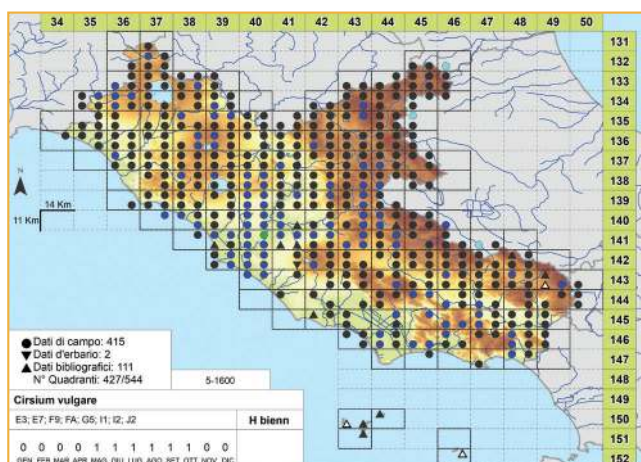 34 35 36 37 38 39 40 41 42 43 44 45 46 47 48 49 50
131
132
133
134
135
136
137
138
139
140
141
142
143
144
145
146
147
148
149
150
151
152
N
14 Km
11 Km
Dati di campo: 415
Dati d'erbario: 2
Dati bibliografici: 111
N° Quadranti: 427/544
5-1600
Cirsium vulgare
E3; E7; F9; FA; G5; I1; I2; J2
H bienn
0 0 0 0 1 1 1 1 1 1 0 0
GEN FEB MAR APR MAG GIU LUG AGO SET OTT NOV DIC